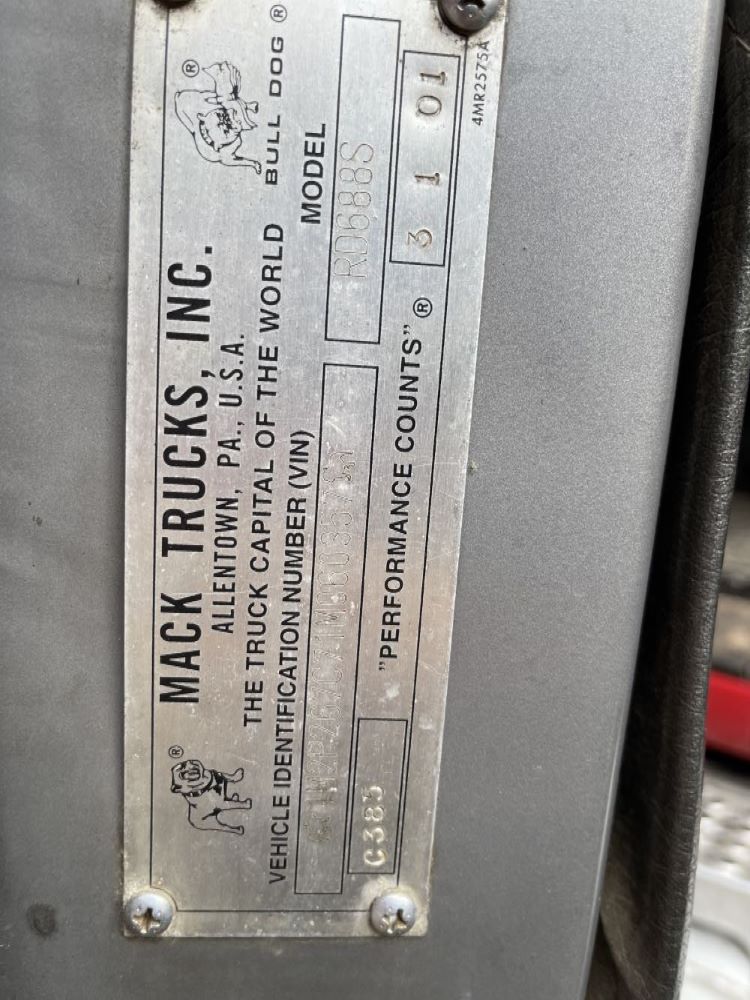 MACK TRUCKS, INC.
ALLENTOWN, PA., U.S.A.
THE TRUCK CAPITAL OF THE WORLD
® ®
BULL DOG ®
VEHICLE IDENTIFICATION NUMBER (VIN)
MODEL
RD688S
C385
"PERFORMANCE COUNTS"®
3 1 01
4MR2575A